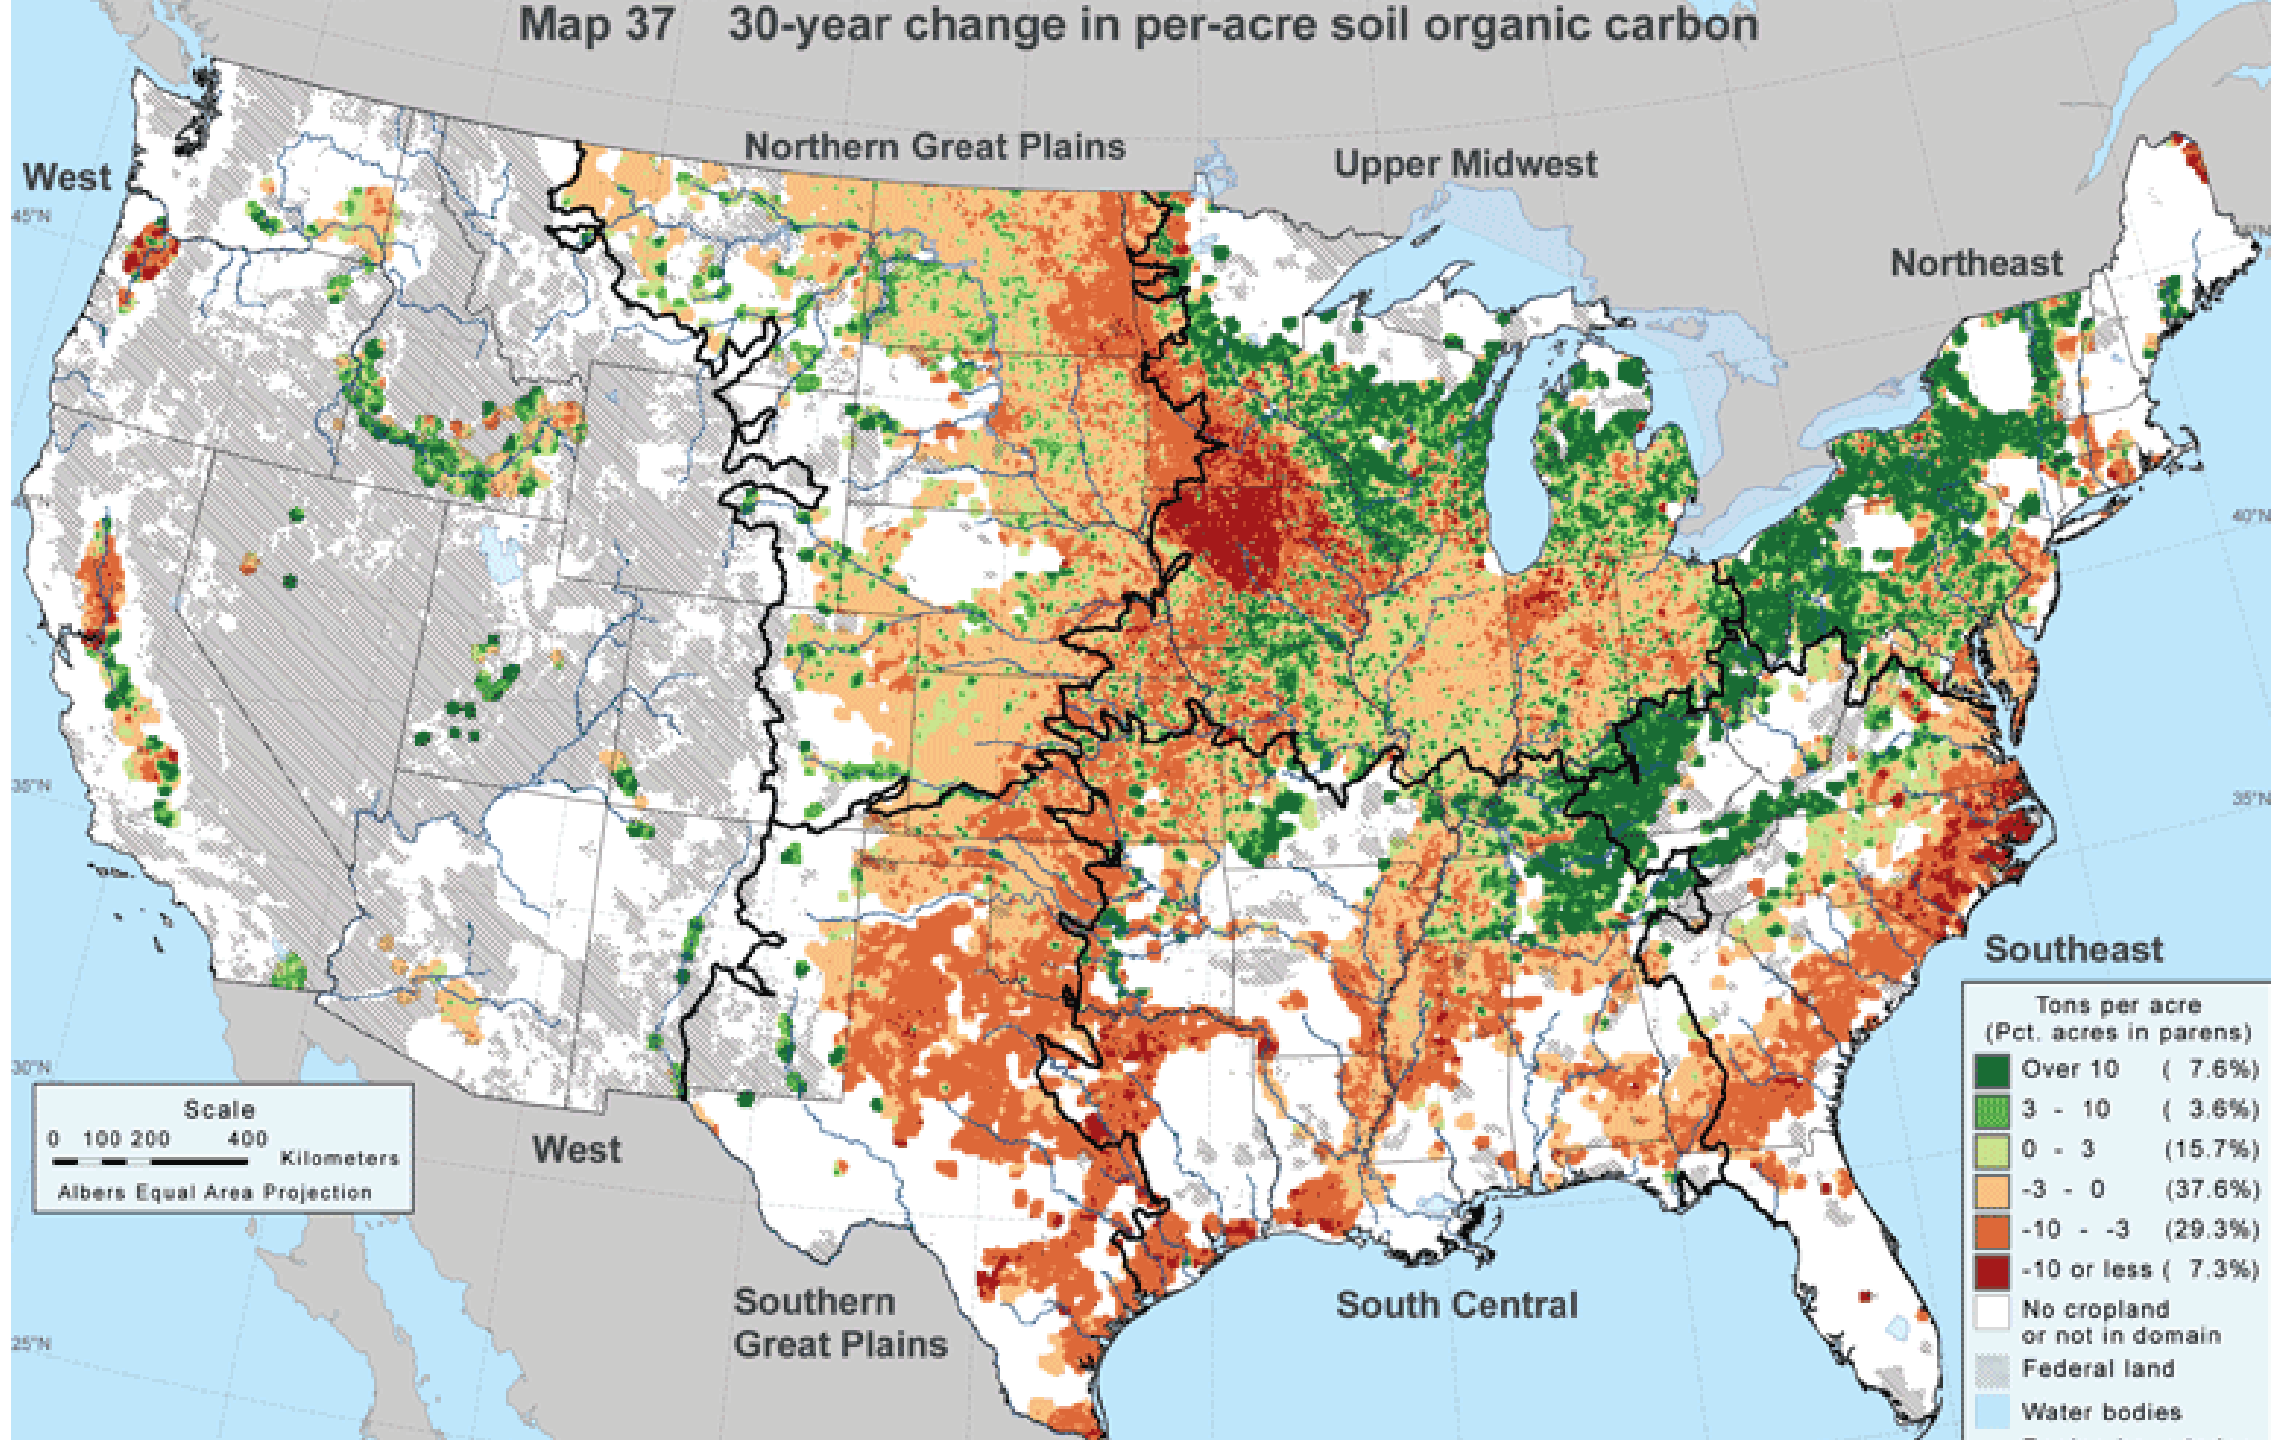 Map 37 30-year change in per-acre soil organic carbon
Northern Great Plains
Upper Midwest
West
45°N
Northeast
40°N
35°N
35°N
Southeast
30°N
Scale
0 100 200 400
Kilometers
Albers Equal Area Projection
West
Southern
Great Plains
South Central
25°N
Tons per acre
(Pct. acres in parens)
Over 10 ( 7.6%)
3 - 10 ( 3.6%)
0 - 3 (15.7%)
-3 - 0 (37.6%)
-10 - -3 (29.3%)
-10 or less ( 7.3%)
No cropland
or not in domain
Federal land
Water bodies